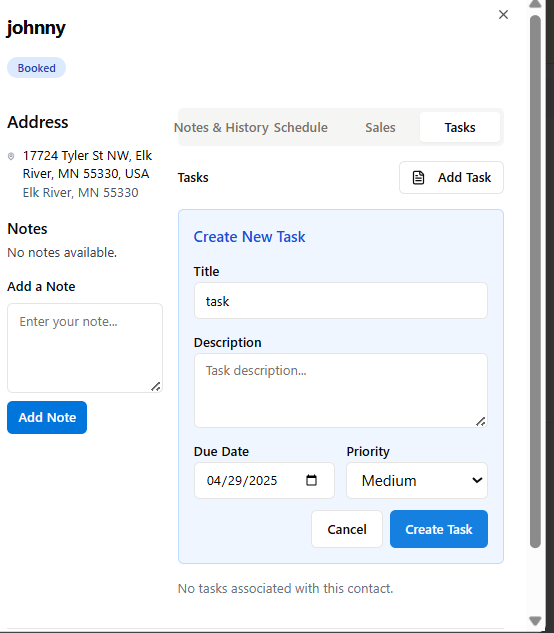 johnny
Booked
Address
17724 Tyler St NW, Elk
River, MN 55330, USA
Elk River, MN 55330
Notes
No notes available.
Add a Note
Enter your note...
Add Note
Notes & History Schedule Sales Tasks
Tasks
Add Task
Create New Task
Title
task
Description
Task description...
Due Date Priority
04/29/2025 Medium
Cancel Create Task
No tasks associated with this contact.